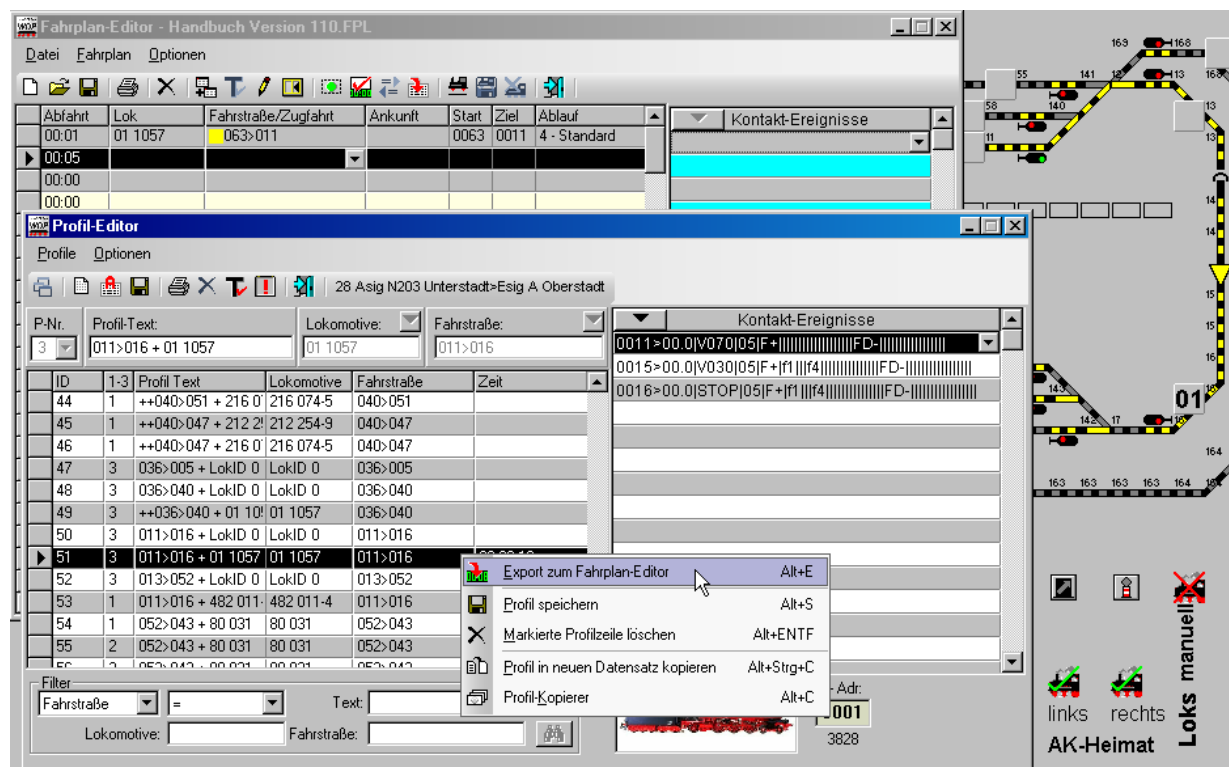 Fahrplan-Editor - Handbuch Version 110.FPL
Datei Fahrplan Optionen
Abfahrt Lok Fahrstraße/Zugfahrt Ankunft Start Ziel Ablauf
00:01 01 1057 063>011 0063 0011 4 - Standard
00:05
00:00
00:00
Kontakt-Ereignisse
Profil-Editor
Profile Optionen
28 Asig N203 Unterstadt>Esig A Oberstadt
P-Nr. Profil-Text: Lokomotive: Fahrstraße:
3 011>016 + 01 1057 01 1057 011>016
ID 1-3 Profil Text Lokomotive Fahrstraße Zeit
44 1 ++040>051 + 216 0 216 074-5 040>051
45 1 ++040>047 + 212 2 212 254-9 040>047
46 1 ++040>047 + 216 0 216 074-5 040>047
47 3 036>005 + LokID 0 LokID 0 036>005
48 3 036>040 + LokID 0 LokID 0 036>040
49 3 ++036>040 + 01 10 01 1057 036>040
50 3 011>016 + LokID 0 LokID 0 011>016
51 3 011>016 + 01 1057 01 1057 011>016
52 3 013>052 + LokID 0 LokID 0 013>052
53 1 011>016 + 482 011- 482 011-4 011>016
54 1 052>043 + 80 031 80 031 052>043
55 2 052>043 + 80 031 80 031 052>043
Kontakt-Ereignisse
0011>00.0|V070|05|F+||||||||||||||||||FD-||||||||||||||||
0015>00.0|V030|05|F+|f1|||f4||||||||||||||FD-||||||||||||||||
0016>00.0|STOP|05|F+|f1|||f4||||||||||||||FD-||||||||||||||||
Export zum Fahrplan-Editor Alt+E
Profil speichern Alt+S
Markierte Profilzeile löschen Alt+ENTF
Profil in neuen Datensatz kopieren Alt+Strg+C
Profil-Kopierer Alt+C
Filter
Fahrstraße = Text:
Lokomotive: Fahrstraße:
Adr:
3828
169 168
55 141 13
58 140
11
13
13
14
14
15
15
16
143
01
142 17
164
163 163 163 163 164
links rechts
AK-Heimat
Loks manuell